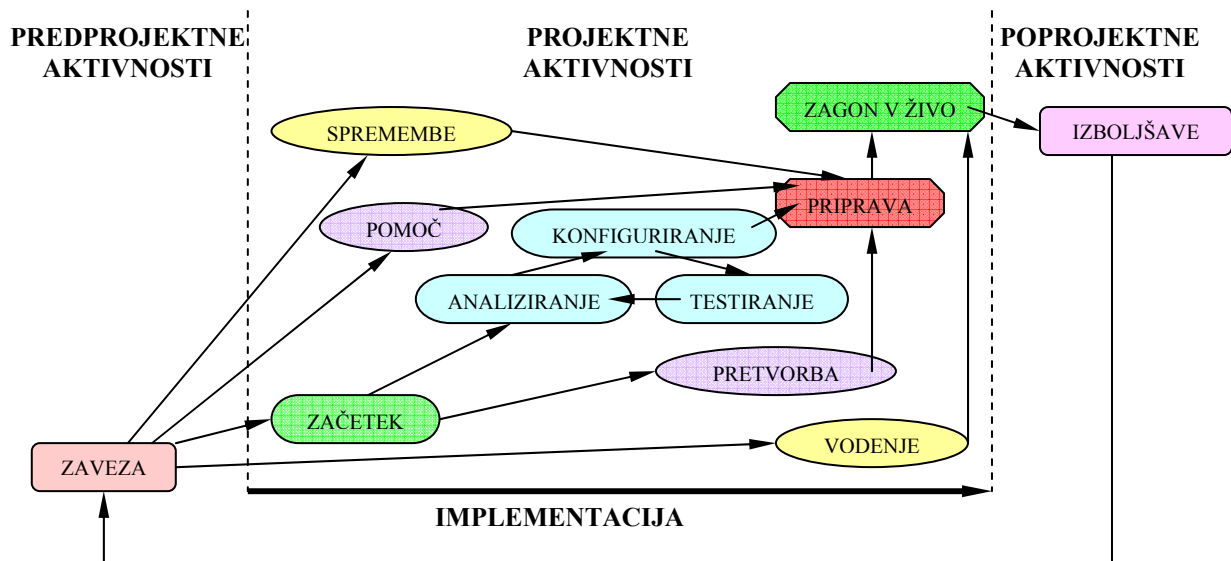 PREDPROJEKTNE
AKTIVNOSTI
PROJEKTNE
AKTIVNOSTI
POPROJEKTNE
AKTIVNOSTI
ZAGON V ŽIVO
IZBOLJŠAVE
SPREMEMBE
PRIPRAVA
POMOČ
KONFIGURIRANJE
ANALIZIRANJE
TESTIRANJE
PRETVORBA
ZAČETEK
VODENJE
ZAVEZA
IMPLEMENTACIJA